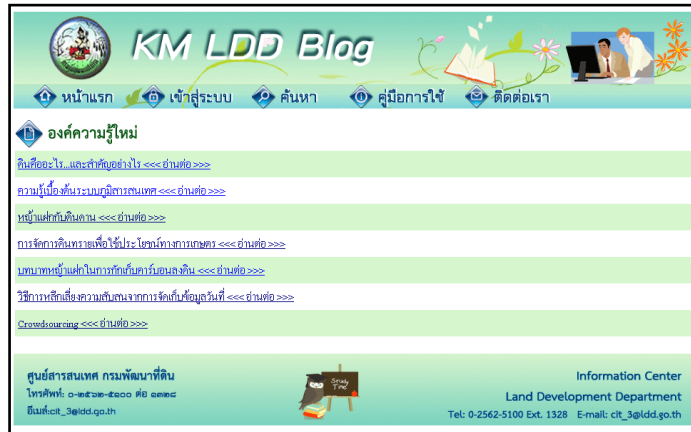 KM LDD Blog
หน้าแรก เข้าสู่ระบบ ค้นหา คู่มือการใช้ ติดต่อเรา
องค์ความรู้ใหม่
ดินคืออะไร...และสำคัญอย่างไร <<< อ่านต่อ >>>
ความรู้เบื้องต้นระบบภูมิสารสนเทศ <<< อ่านต่อ >>>
หญ้าแฝกกับดินดาน <<< อ่านต่อ >>>
การจัดการดินทรายเพื่อใช้ประโยชน์ทางการเกษตร <<< อ่านต่อ >>>
บทบาทหญ้าแฝกในการกักเก็บคาร์บอนลงดิน <<< อ่านต่อ >>>
วิธีการหลีกเลี่ยงความสับสนจากการจัดเก็บข้อมูลวันที่ <<< อ่านต่อ >>>
Crowdsourcing <<< อ่านต่อ >>>
ศูนย์สารสนเทศ กรมพัฒนาที่ดิน
โทรศัพท์: ๐-๒๕๖๒-๕๑๐๐ ต่อ ๑๓๒๘
อีเมล์:cit_3@ldd.go.th
Study
Time
Information Center
Land Development Department
Tel: 0-2562-5100 Ext. 1328 E-mail: cit_3@ldd.go.th